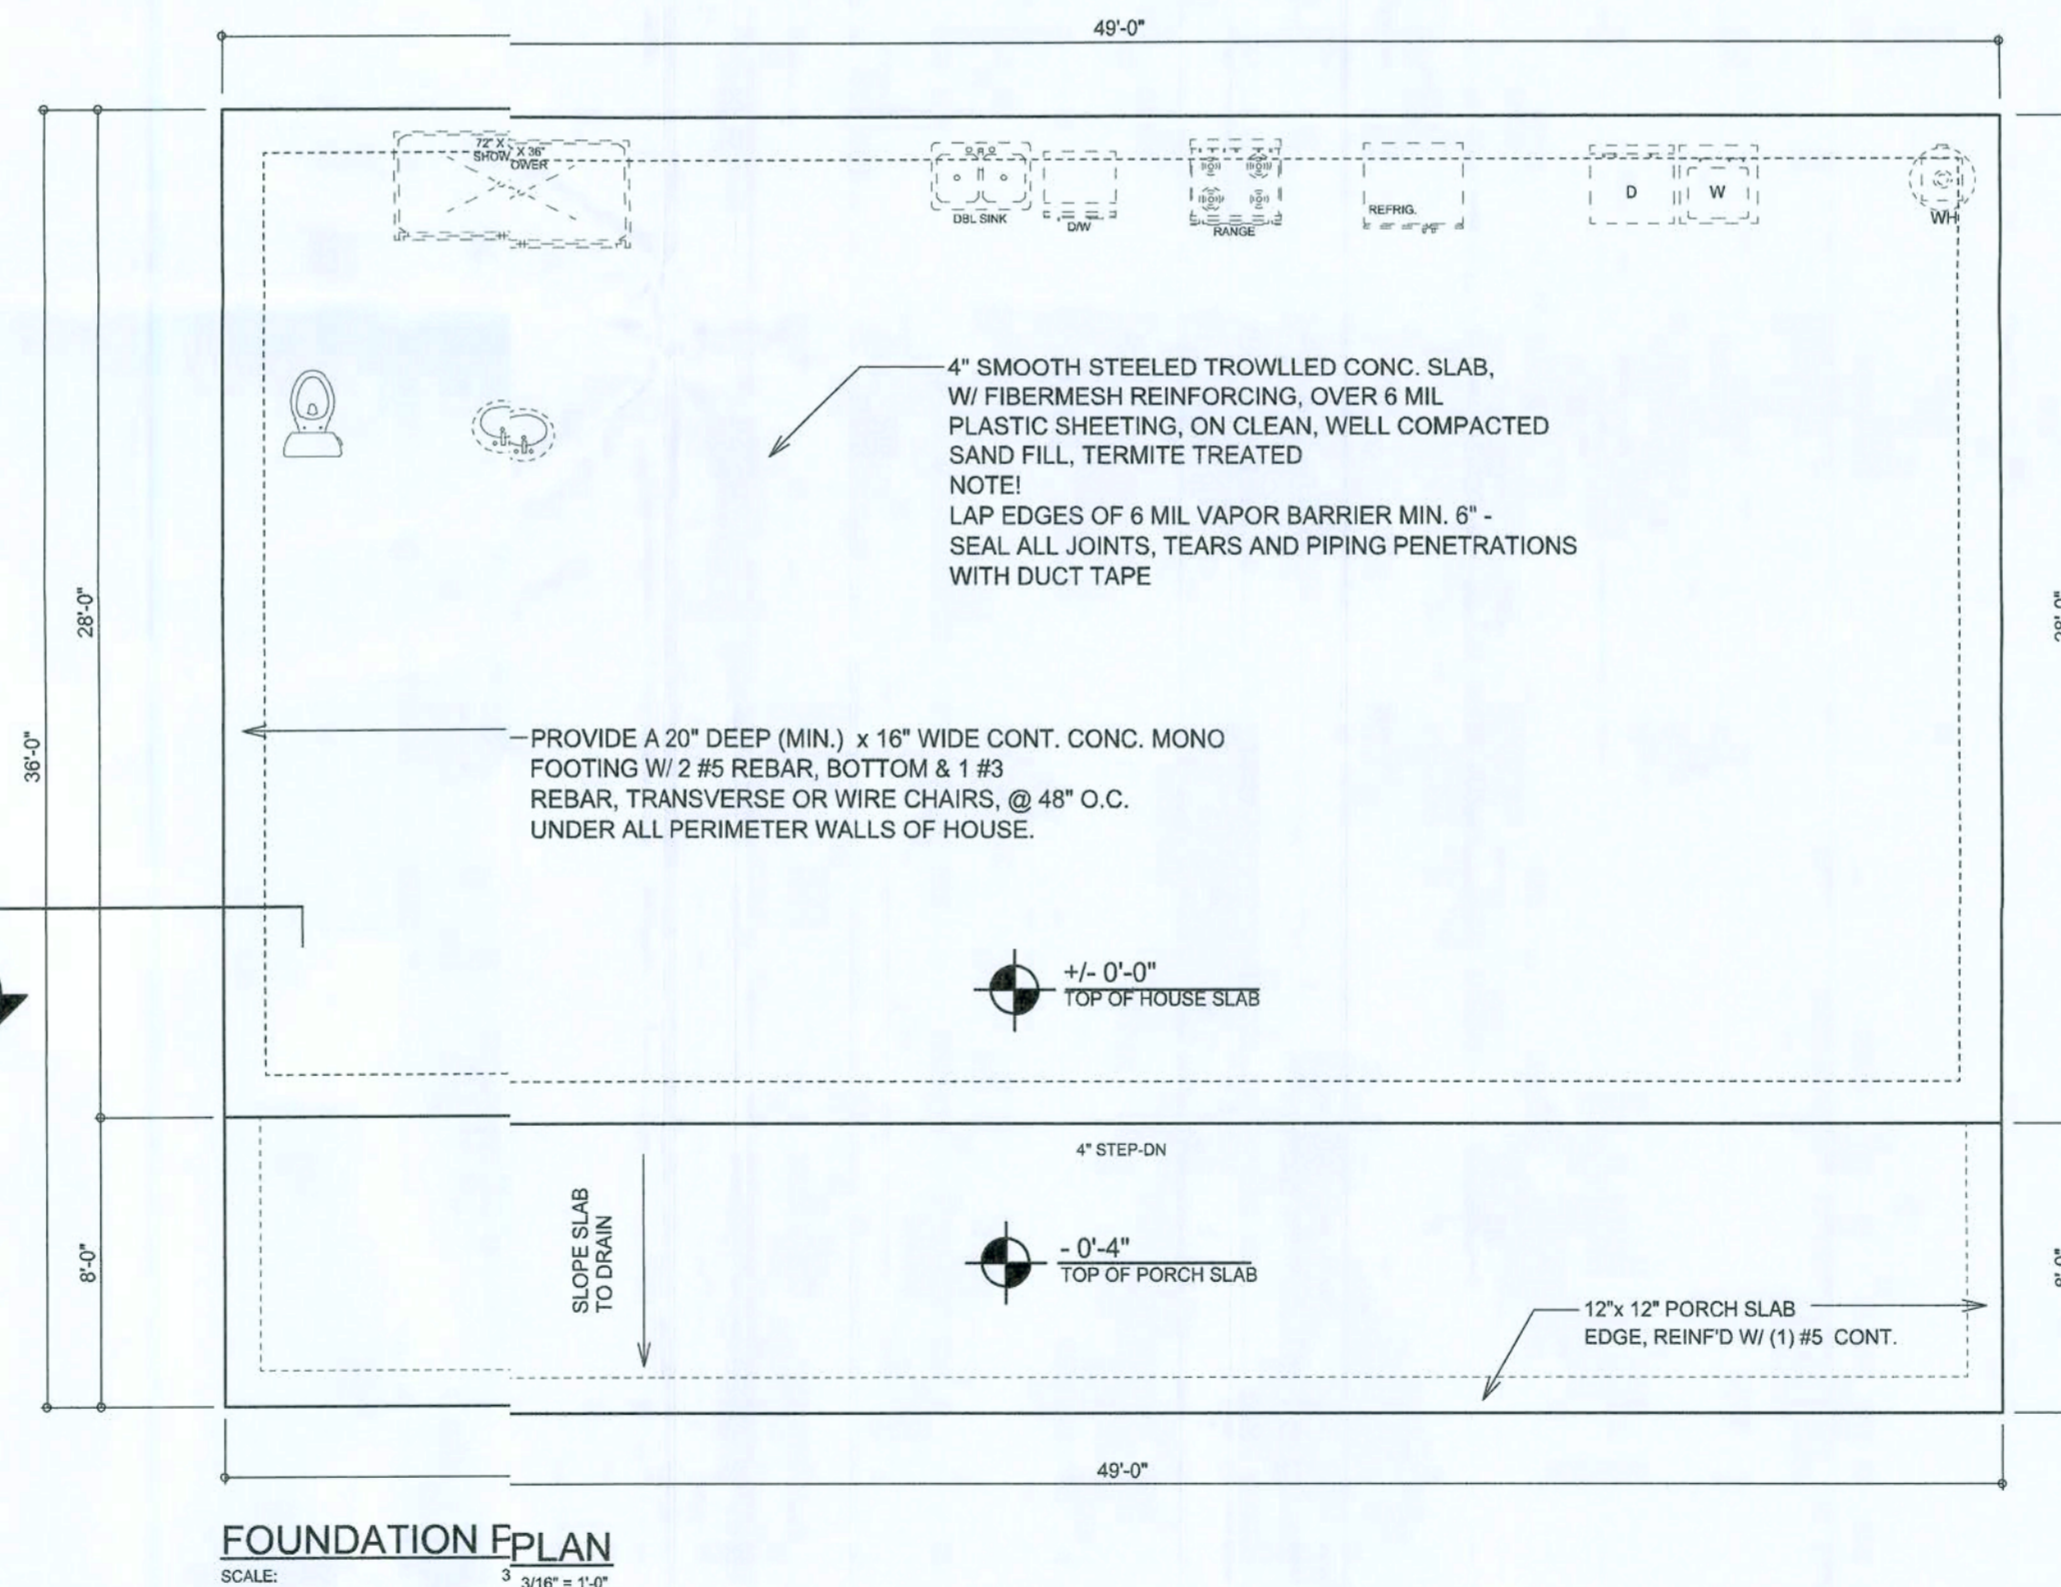 49'-0"
72" X X 36"
SHOW OWER
DBL SINK
D/W
RANGE
REFRIG.
D
W
WH
4" SMOOTH STEELED TROWLLED CONC. SLAB,
W/ FIBERMESH REINFORCING, OVER 6 MIL
PLASTIC SHEETING, ON CLEAN, WELL COMPACTED
SAND FILL, TERMITE TREATED
NOTE!
LAP EDGES OF 6 MIL VAPOR BARRIER MIN. 6" -
SEAL ALL JOINTS, TEARS AND PIPING PENETRATIONS
WITH DUCT TAPE
28'-0"
36'-0"
PROVIDE A 20" DEEP (MIN.) x 16" WIDE CONT. CONC. MONO
FOOTING W/ 2 #5 REBAR, BOTTOM & 1 #3
REBAR, TRANSVERSE OR WIRE CHAIRS, @ 48" O.C.
UNDER ALL PERIMETER WALLS OF HOUSE.
+/- 0'-0"
TOP OF HOUSE SLAB
4" STEP-DN
8'-0"
SLOPE SLAB
TO DRAIN
- 0'-4"
TOP OF PORCH SLAB
12"x 12" PORCH SLAB
EDGE, REINF'D W/ (1) #5 CONT.
49'-0"
FOUNDATION PLAN
SCALE: 3 3/16" = 1'-0"